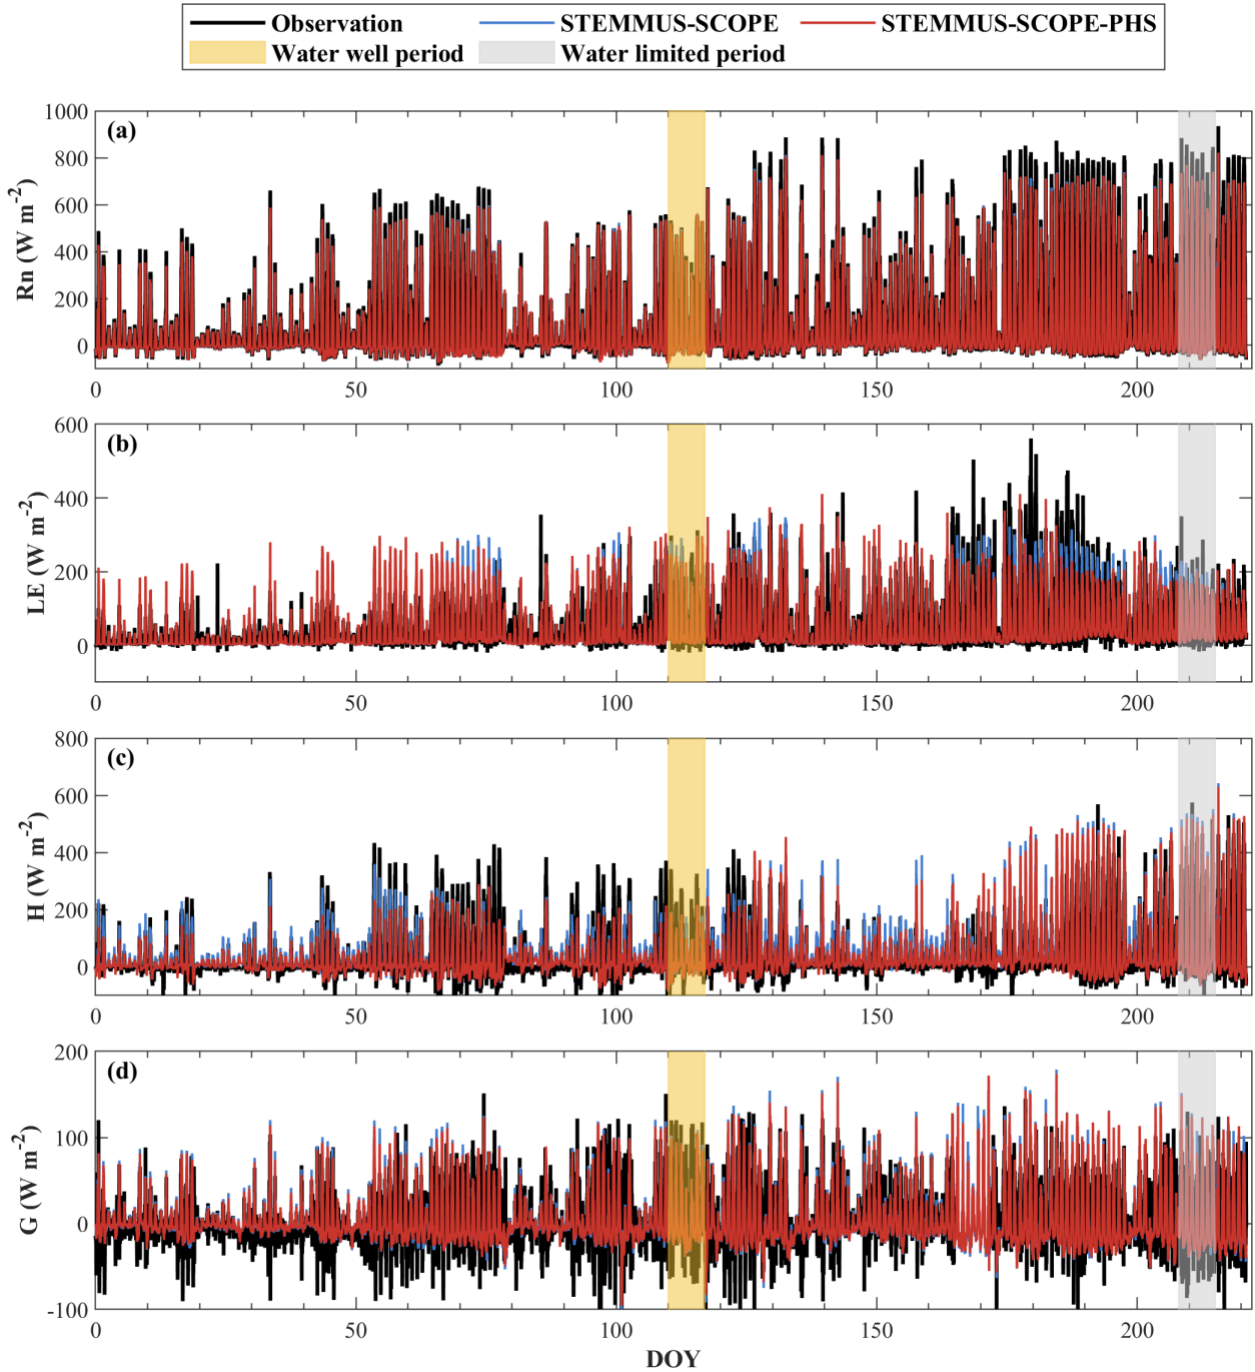 Observation STEMMUS-SCOPE STEMMUS-SCOPE-PHS
Water well period Water limited period
(a)
Rn (W m-2)
1000
800
600
400
200
0
0 50 100 150 200
(b)
LE (W m-2)
600
400
200
0
0 50 100 150 200
(c)
H (W m-2)
800
600
400
200
0
0 50 100 150 200
(d)
G (W m-2)
200
100
0
-100
0 50 100 150 200
DOY